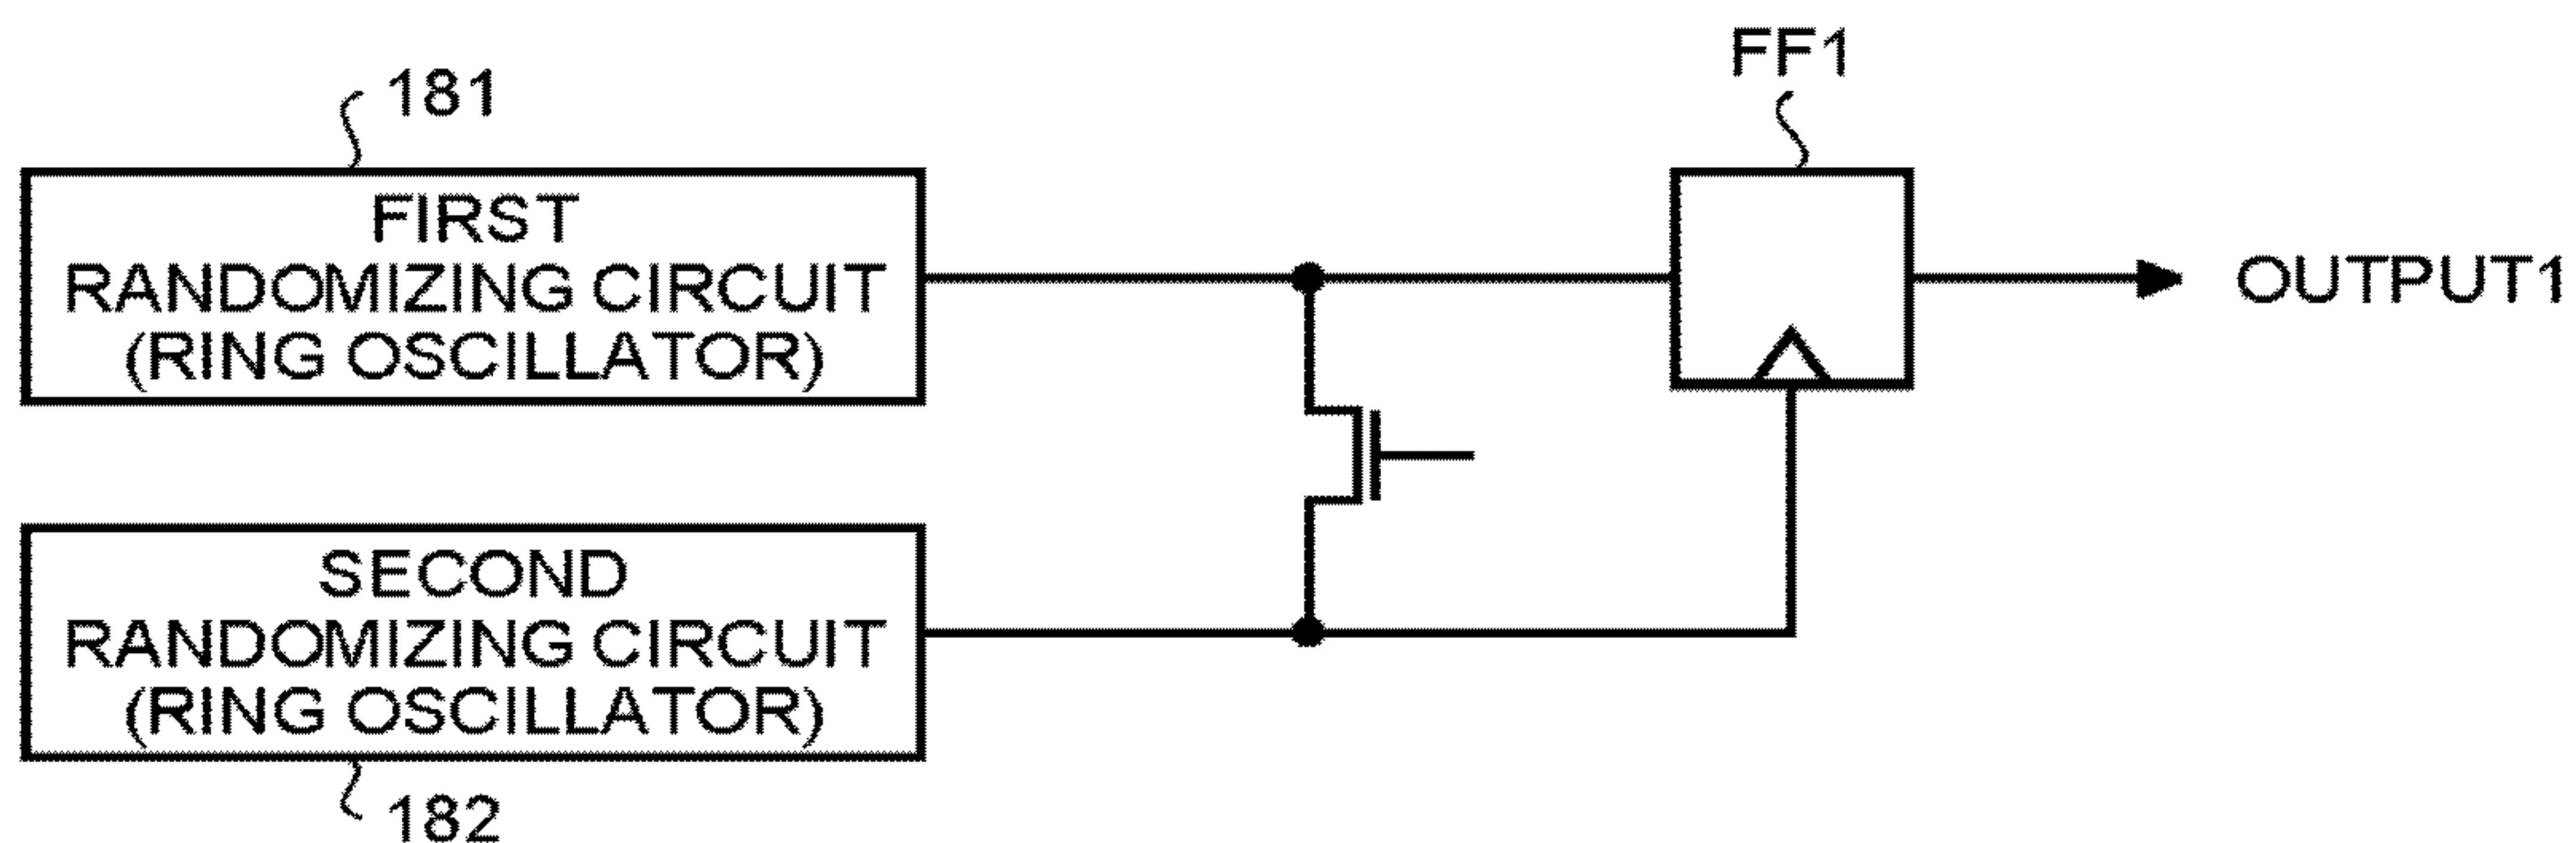 181
FF1
FIRST
RANDOMIZING CIRCUIT
(RING OSCILLATOR)
OUTPUT1
SECOND
RANDOMIZING CIRCUIT
(RING OSCILLATOR)
182